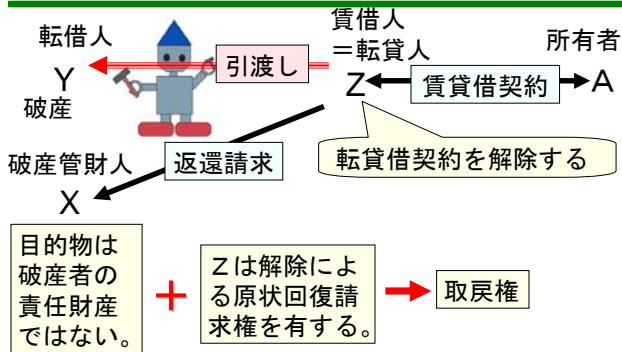 転借人
Y
破産
引渡し
賃借人
=転貸人
Z
賃貸借契約
所有者
A
転貸借契約を解除する
破産管財人
X
返還請求
目的物は
破産者の
責任財産
ではない。
+
Zは解除によ
る原状回復請
求権を有する。
取戻権